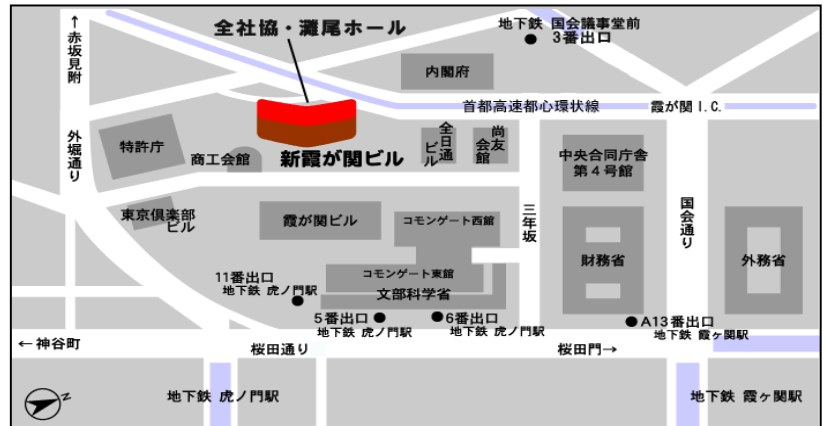 全社協・灘尾ホール
地下鉄 国会議事堂前
3番出口
←赤坂見附
内閣府
首都高速都心環状線
霞が関 I.C.
外堀通り
特許庁
商工会館
新霞が関ビル
全日通
ビル
尚友
会館
中央合同庁舎
第4号館
東京倶楽部
ビル
霞が関ビル
コモンゲート西館
三年坂
国会通り
コモンゲート東館
文部科学省
財務省
外務省
11番出口
地下鉄 虎ノ門駅
5番出口
地下鉄 虎ノ門駅
6番出口
地下鉄 虎ノ門駅
A13番出口
地下鉄 霞ヶ関駅
←神谷町
桜田通り
桜田門→
地下鉄 虎ノ門駅
地下鉄 霞ヶ関駅
N